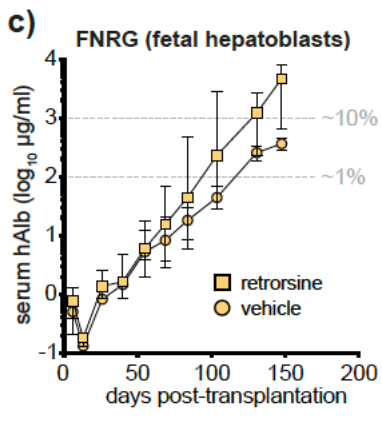 c)
FNRG (fetal hepatoblasts)
serum hAlb (log₁₀ µg/ml)
4
3
2
1
0
-1
~10%
~1%
retrorsine
vehicle
0
50
100
150
200
days post-transplantation